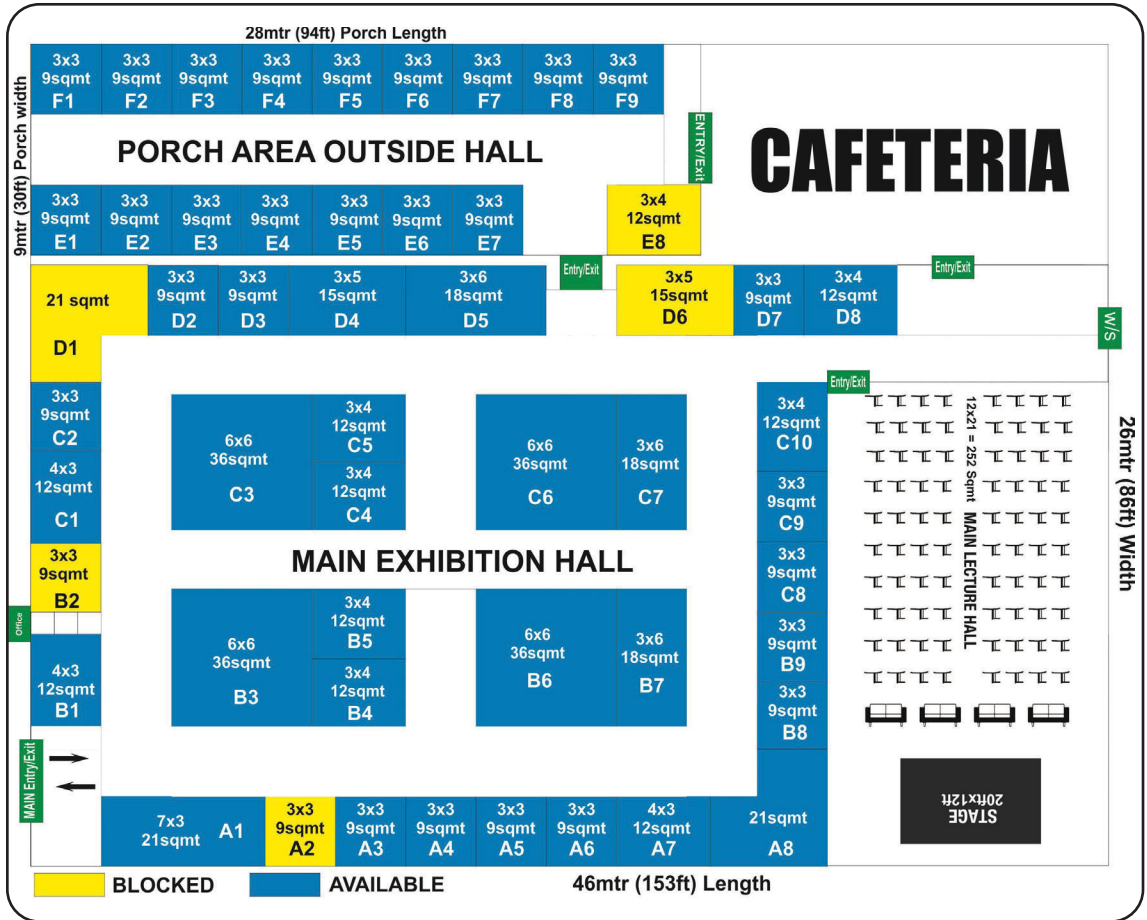 28mtr (94ft) Porch Length
9mtr (30ft) Porch width
3x3
9sqmt
F1
3x3
9sqmt
F2
3x3
9sqmt
F3
3x3
9sqmt
F4
3x3
9sqmt
F5
3x3
9sqmt
F6
3x3
9sqmt
F7
3x3
9sqmt
F8
3x3
9sqmt
F9
PORCH AREA OUTSIDE HALL
ENTRY/Exit
CAFETERIA
3x3
9sqmt
E1
3x3
9sqmt
E2
3x3
9sqmt
E3
3x3
9sqmt
E4
3x3
9sqmt
E5
3x3
9sqmt
E6
3x3
9sqmt
E7
3x4
12sqmt
E8
Entry/Exit
Entry/Exit
21 sqmt
D1
3x3
9sqmt
D2
3x3
9sqmt
D3
3x5
15sqmt
D4
3x6
18sqmt
D5
3x5
15sqmt
D6
3x3
9sqmt
D7
3x4
12sqmt
D8
W/S
Entry/Exit
3x3
9sqmt
C2
4x3
12sqmt
C1
3x3
9sqmt
B2
Office
4x3
12sqmt
B1
MAIN Entry/Exit
6x6
36sqmt
C3
3x4
12sqmt
C5
3x4
12sqmt
C4
6x6
36sqmt
C6
3x6
18sqmt
C7
MAIN EXHIBITION HALL
6x6
36sqmt
B3
3x4
12sqmt
B5
3x4
12sqmt
B4
6x6
36sqmt
B6
3x6
18sqmt
B7
3x4
12sqmt
C10
3x3
9sqmt
C9
3x3
9sqmt
C8
3x3
9sqmt
B9
3x3
9sqmt
B8
12x21 = 252 Sqmt
MAIN LECTURE HALL
26mtr (86ft) Width
STAGE
20ftx12ft
7x3
21sqmt
A1
3x3
9sqmt
A2
3x3
9sqmt
A3
3x3
9sqmt
A4
3x3
9sqmt
A5
3x3
9sqmt
A6
4x3
12sqmt
A7
21sqmt
A8
BLOCKED
AVAILABLE
46mtr (153ft) Length